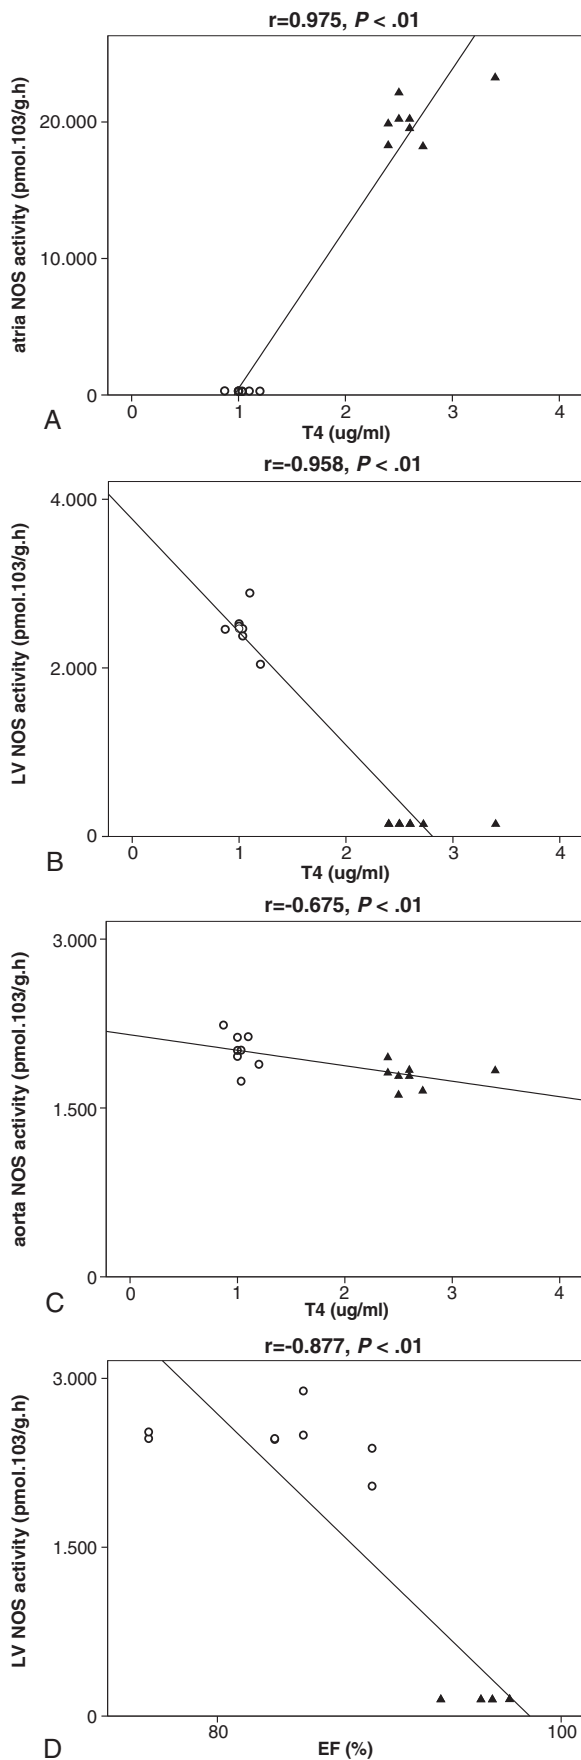 r=0.975, P < .01
atria NOS activity (pmol.103/g.h)
20.000
10.000
0
0 1 2 3 4
A
T4 (ug/ml)
r=-0.958, P < .01
LV NOS activity (pmol.103/g.h)
4.000
2.000
0
0 1 2 3 4
B
T4 (ug/ml)
r=-0.675, P < .01
aorta NOS activity (pmol.103/g.h)
3.000
1.500
0
0 1 2 3 4
C
T4 (ug/ml)
r=-0.877, P < .01
LV NOS activity (pmol.103/g.h)
3.000
1.500
0
80 100
D
EF (%)